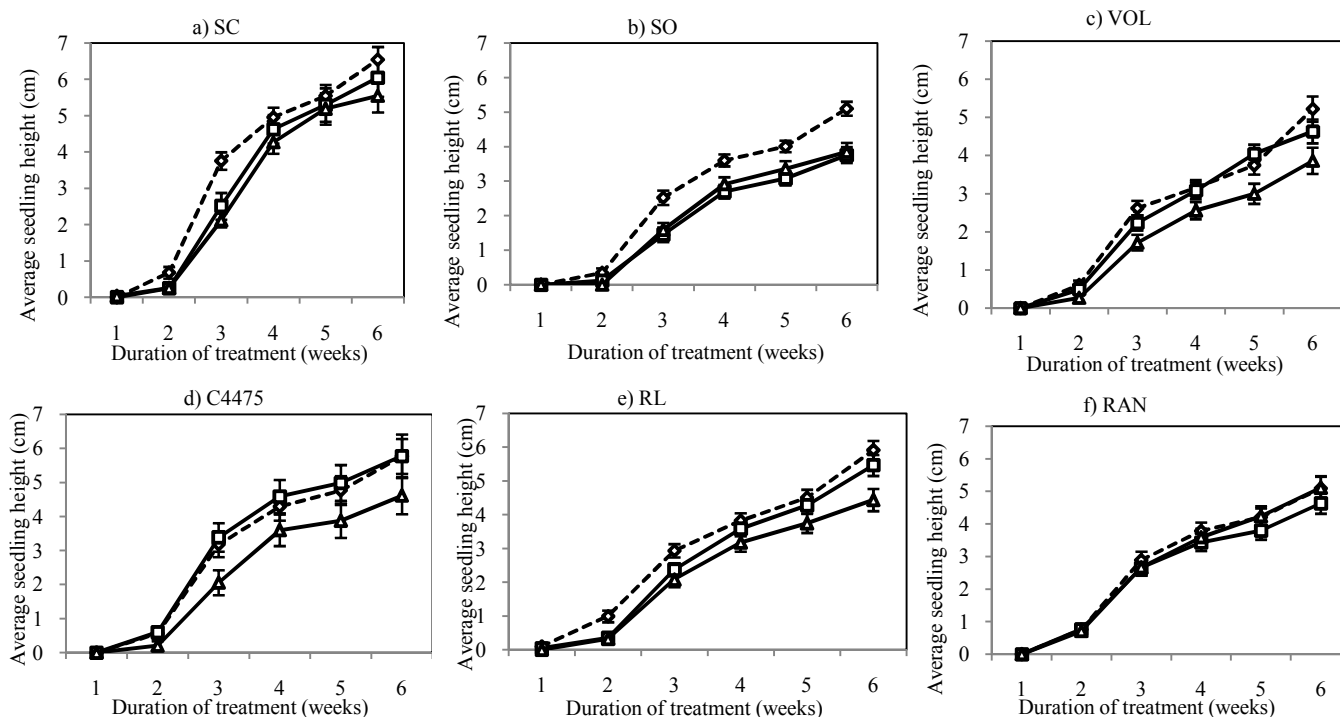 a) SC
Average seedling height (cm)
7
6
5
4
3
2
1
0
1 2 3 4 5 6
Duration of treatment (weeks)
b) SO
Average seedling height (cm)
7
6
5
4
3
2
1
0
1 2 3 4 5 6
Duration of treatment (weeks)
c) VOL
Average seedling height (cm)
7
6
5
4
3
2
1
0
1 2 3 4 5 6
Duration of treatment (weeks)
d) C4475
Average seedling height (cm)
7
6
5
4
3
2
1
0
1 2 3 4 5 6
Duration of treatment (weeks)
e) RL
Average seedling height (cm)
7
6
5
4
3
2
1
0
1 2 3 4 5 6
Duration of treatment (weeks)
f) RAN
Average seedling height (cm)
7
6
5
4
3
2
1
0
1 2 3 4 5 6
Duration of treatment (weeks)